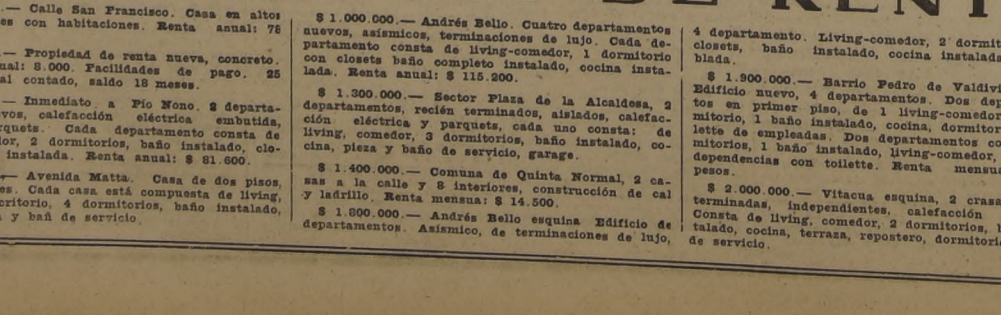 DE RENT
.— Calle San Francisco. Casa en altos
es con habitaciones. Renta anual: 78
.— Propiedad de renta nueva, concreto.
ual: 8.000. Facilidades de pago. 25
al contado, saldo 18 meses.
— Inmediato a Pío Nono. 2 departa-
vos, calefacción eléctrica embutida,
rquets. Cada departamento consta de
or, 2 dormitorios, baño instalado, clo-
instalada. Renta anual: $ 81.600.
— Avenida Matta. Casa de dos pisos,
es. Cada casa está compuesta de living,
critorio, 4 dormitorios, baño instalado,
y bañ de servicio.
$ 1.000.000.— Andrés Bello. Cuatro departamentos
nuevos, asísmicos, terminaciones de lujo. Cada de-
partamento consta de living-comedor, 1 dormitorio
con closets baño completo instalado, cocina insta-
lada. Renta anual: $ 115.200.
$ 1.300.000.— Sector Plaza de la Alcaldesa, 2
departamentos, recién terminados, aislados, calefac-
ción eléctrica y parquets, cada uno consta: de
living, comedor, 3 dormitorios, baño instalado, co-
cina, pieza y baño de servicio, garage.
$ 1.400.000.— Comuna de Quinta Normal, 2 ca-
sas a la calle y 8 interiores, construcción de cal
y ladrillo. Renta mensua: $ 14.500.
$ 1.800.000.— Andrés Bello esquina Edificio de
departamentos. Asísmico, de terminaciones de lujo,
4 departamento. Living-comedor, 2 dormit
closets, baño instalado, cocina instalada
blada.
$ 1.900.000.— Barrio Pedro de Valdivi
Edificio nuevo, 4 departamentos. Dos de
tos en primer piso, de 1 living-comedor
mitorio, 1 baño instalado, cocina, dormitor
lette de empleadas. Dos departamentos co
mitorios, 1 baño instalado, living-comedor,
dependencias con toilette. Renta mensua
pesos.
$ 2.000.000.— Vitacua esquina, 2 crasa
terminadas, independientes, calefacción
Consta de living, comedor, 2 dormitorios, b
talado, cocina, terraza, repostero, dormitori
de servicio.